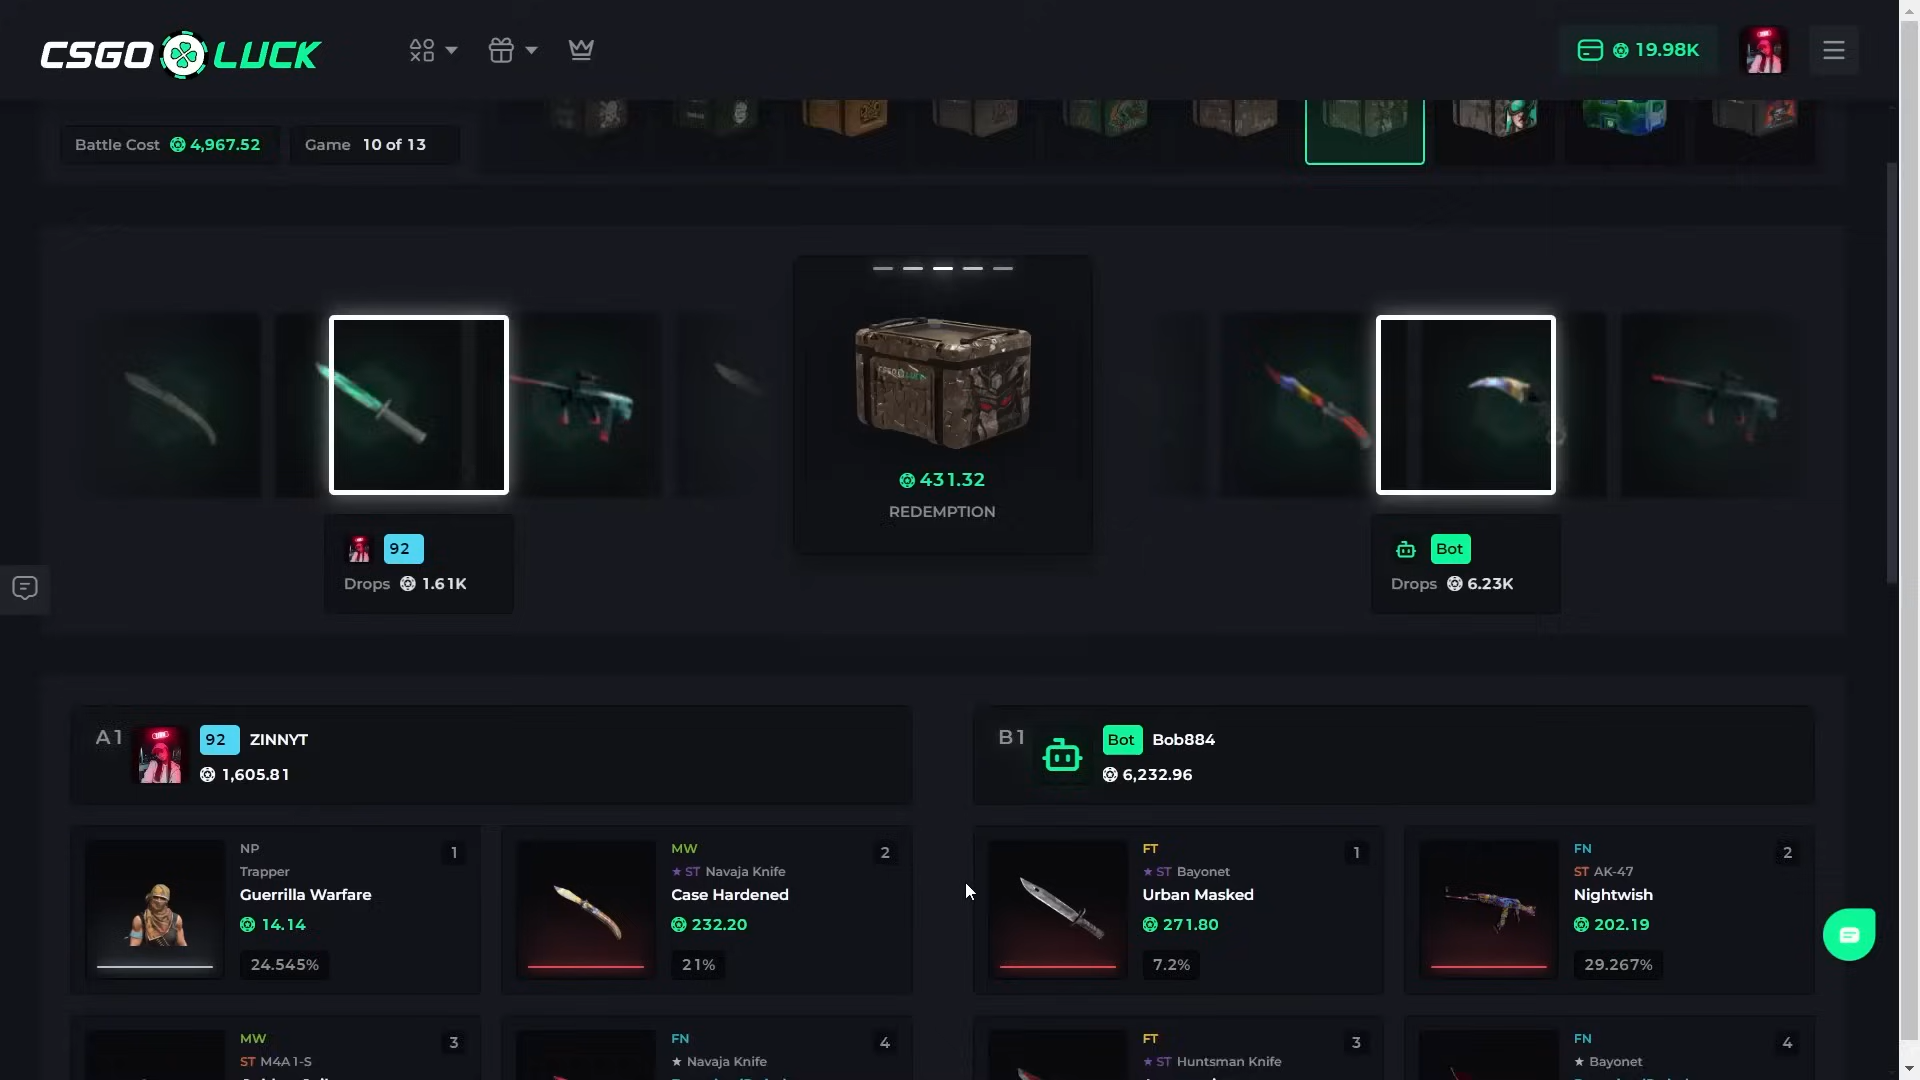 CSGO LUCK
19.98K
Battle Cost 4,967.52
Game 10 of 13
CSGO LUCK
431.32
REDEMPTION
92
Drops 1.61K
Bot
Drops 6.23K
A1
92 ZINNYT
1,605.81
B1
Bot Bob884
6,232.96
NP
1
Trapper
Guerrilla Warfare
14.14
24.545%
MW
2
★ ST Navaja Knife
Case Hardened
232.20
21%
FT
1
★ ST Bayonet
Urban Masked
271.80
7.2%
FN
2
ST AK-47
Nightwish
202.19
29.267%
MW
3
ST M4A1-S
FN
4
★ Navaja Knife
FT
3
★ ST Huntsman Knife
FN
4
★ Bayonet